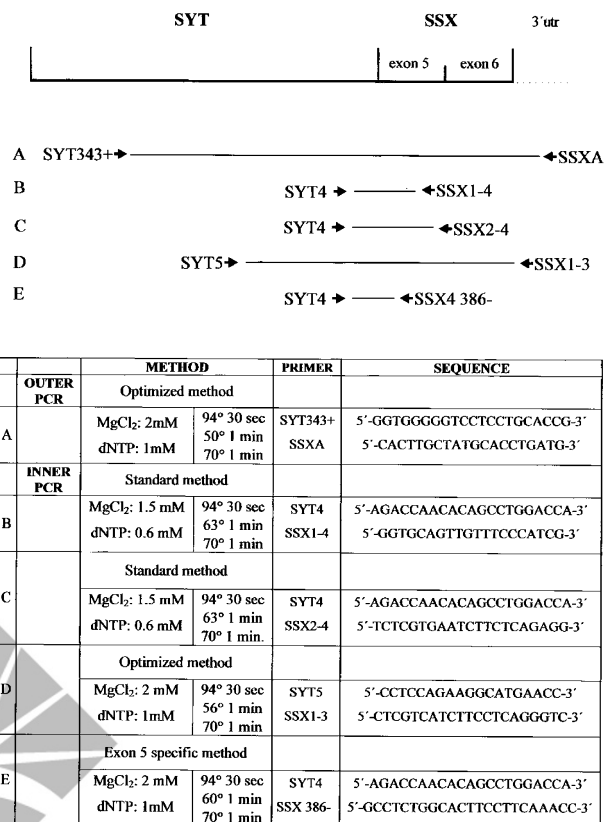 SYT SSX 3´utr
exon 5 exon 6
A SYT343+ SSXA
B SYT4 SSX1-4
C SYT4 SSX2-4
D SYT5 SSX1-3
E SYT4 SSX4 386-
METHOD PRIMER SEQUENCE
OUTER PCR Optimized method
A MgCl2: 2mM 94° 30 sec SYT343+ 5´-GGTGGGGGTCCTCCTGCACCG-3´
dNTP: 1mM 50° 1 min SSXA 5´-CACTTGCTATGCACCTGATG-3´
70° 1 min
INNER PCR Standard method
B MgCl2: 1.5 mM 94° 30 sec SYT4 5´-AGACCAACACAGCCTGGACCA-3´
dNTP: 0.6 mM 63° 1 min SSX1-4 5´-GGTGCAGTTGTTTCCCATCG-3´
70° 1 min
Standard method
C MgCl2: 1.5 mM 94° 30 sec SYT4 5´-AGACCAACACAGCCTGGACCA-3´
dNTP: 0.6 mM 63° 1 min SSX2-4 5´-TCTCGTGAATCTTCTCAGAGG-3´
70° 1 min.
Optimized method
D MgCl2: 2 mM 94° 30 sec SYT5 5´-CCTCCAGAAGGCATGAACC-3´
dNTP: 1mM 56° 1 min SSX1-3 5´-CTCGTCATCTTCCTCAGGGTC-3´
70° 1 min
Exon 5 specific method
E MgCl2: 2 mM 94° 30 sec SYT4 5´-AGACCAACACAGCCTGGACCA-3´
dNTP: 1mM 60° 1 min SSX 386- 5´-GCCTCTGGCACTTCCTTCAAACC-3´
70° 1 min